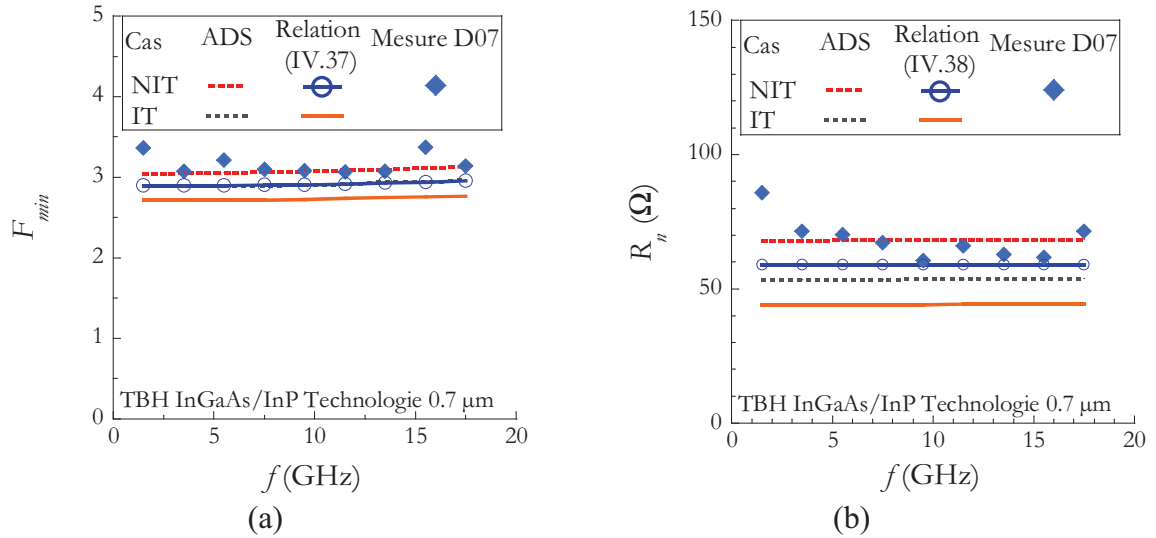 5
4
3
2
1
0
F min
Cas ADS Relation (IV.37) Mesure D07
NIT
IT
TBH InGaAs/InP Technologie 0.7 μm
0 5 10 15 20
f (GHz)
(a)
150
100
50
0
R n (Ω)
Cas ADS Relation (IV.38) Mesure D07
NIT
IT
TBH InGaAs/InP Technologie 0.7 μm
0 5 10 15 20
f (GHz)
(b)